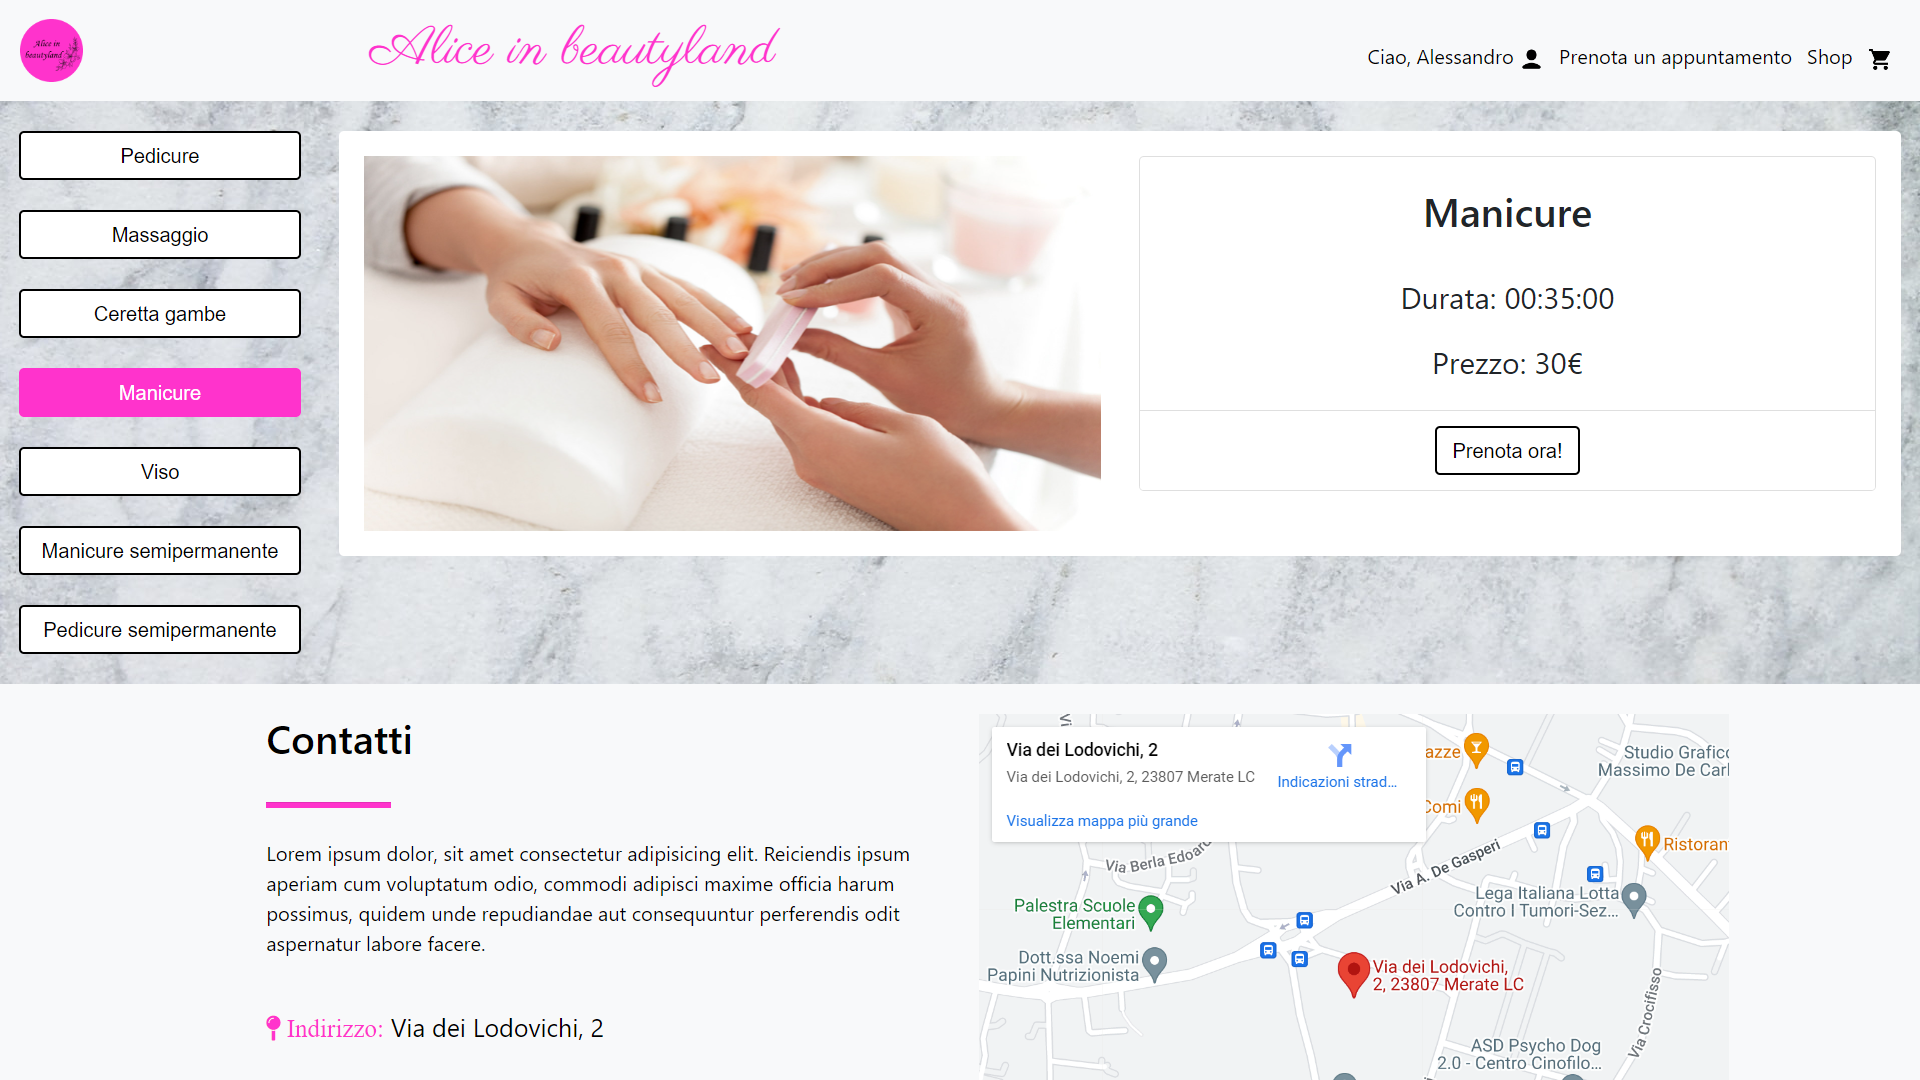 Alice in
beautyland
Alice in beautyland
Ciao, Alessandro
Prenota un appuntamento
Shop
Pedicure
Massaggio
Ceretta gambe
Manicure
Viso
Manicure semipermanente
Pedicure semipermanente
Manicure
Durata: 00:35:00
Prezzo: 30€
Prenota ora!
Contatti
Lorem ipsum dolor, sit amet consectetur adipisicing elit. Reiciendis ipsum
aperiam cum voluptatum odio, commodi adipisci maxime officia harum
possimus, quidem unde repudiandae aut consequuntur perferendis odit
aspernatur labore facere.
Indirizzo: Via dei Lodovichi, 2
Via dei Lodovichi, 2
Via dei Lodovichi, 2, 23807 Merate LC
Indicazioni strad...
Visualizza mappa più grande
azze
Comi
Studio Grafico
Massimo De Carl
Ristoran
Via Berla Edoardo
Via A. De Gasperi
Lega Italiana Lotta
Contro I Tumori-Sez...
Palestra Scuole
Elementari
Dott.ssa Noemi
Papini Nutrizionista
Via dei Lodovichi,
2, 23807 Merate LC
Via Crocifisso
ASD Psycho Dog
2.0 - Centro Cinofilo...